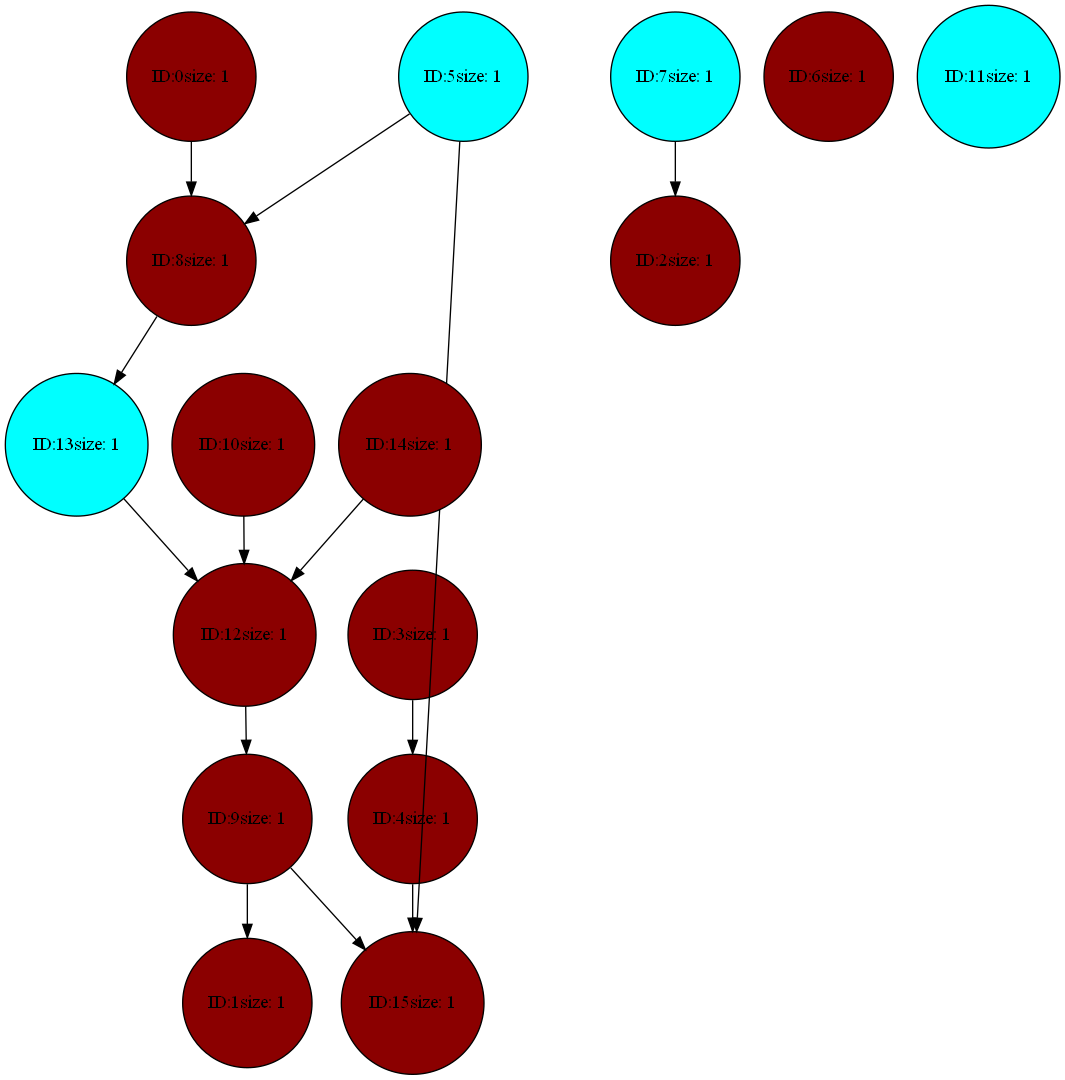 ID:0size: 1
ID:5size: 1
ID:7size: 1
ID:6size: 1
ID:11size: 1
ID:8size: 1
ID:2size: 1
ID:13size: 1
ID:10size: 1
ID:14size: 1
ID:12size: 1
ID:3size: 1
ID:9size: 1
ID:4size: 1
ID:1size: 1
ID:15size: 1